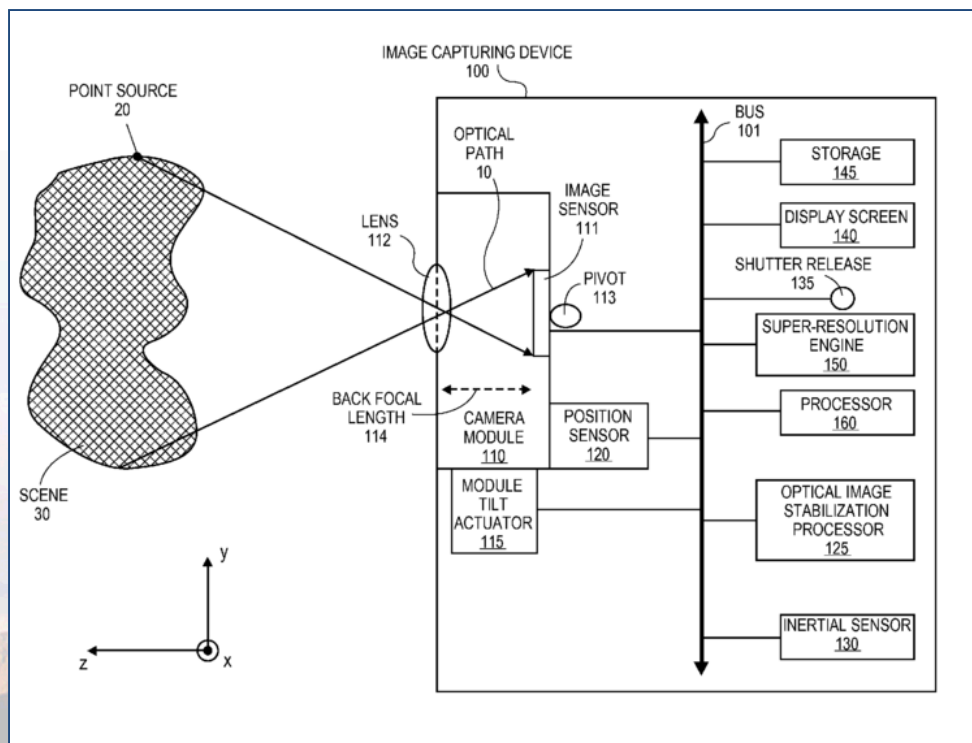 IMAGE CAPTURING DEVICE
100
POINT SOURCE
20
BUS
101
OPTICAL
PATH
10
STORAGE
145
IMAGE
SENSOR
111
LENS
112
DISPLAY SCREEN
140
PIVOT
113
SHUTTER RELEASE
135
SUPER-RESOLUTION
ENGINE
150
BACK FOCAL
LENGTH
114
CAMERA
MODULE
110
POSITION
SENSOR
120
PROCESSOR
160
SCENE
30
MODULE
TILT
ACTUATOR
115
OPTICAL IMAGE
STABILIZATION
PROCESSOR
125
y
z
x
INERTIAL SENSOR
130